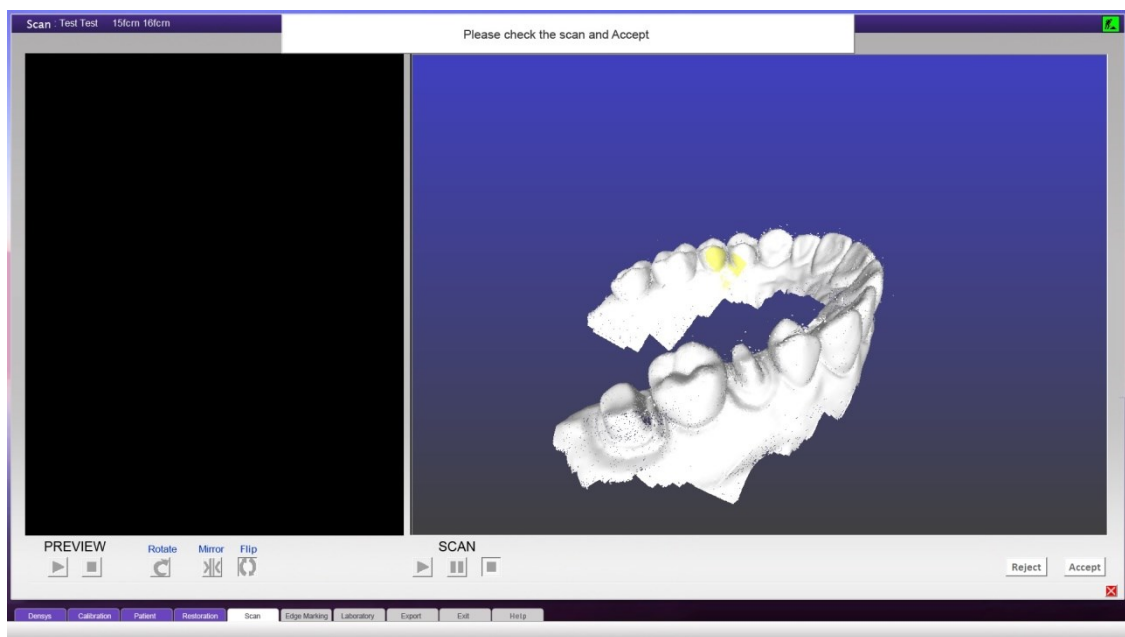 Scan : Test Test 15fcm 16fcm
Please check the scan and Accept
PREVIEW
Rotate Mirror Flip
SCAN
Reject Accept
Densys Calibration Patient Restoration Scan Edge Marking Laboratory Export Exit Help